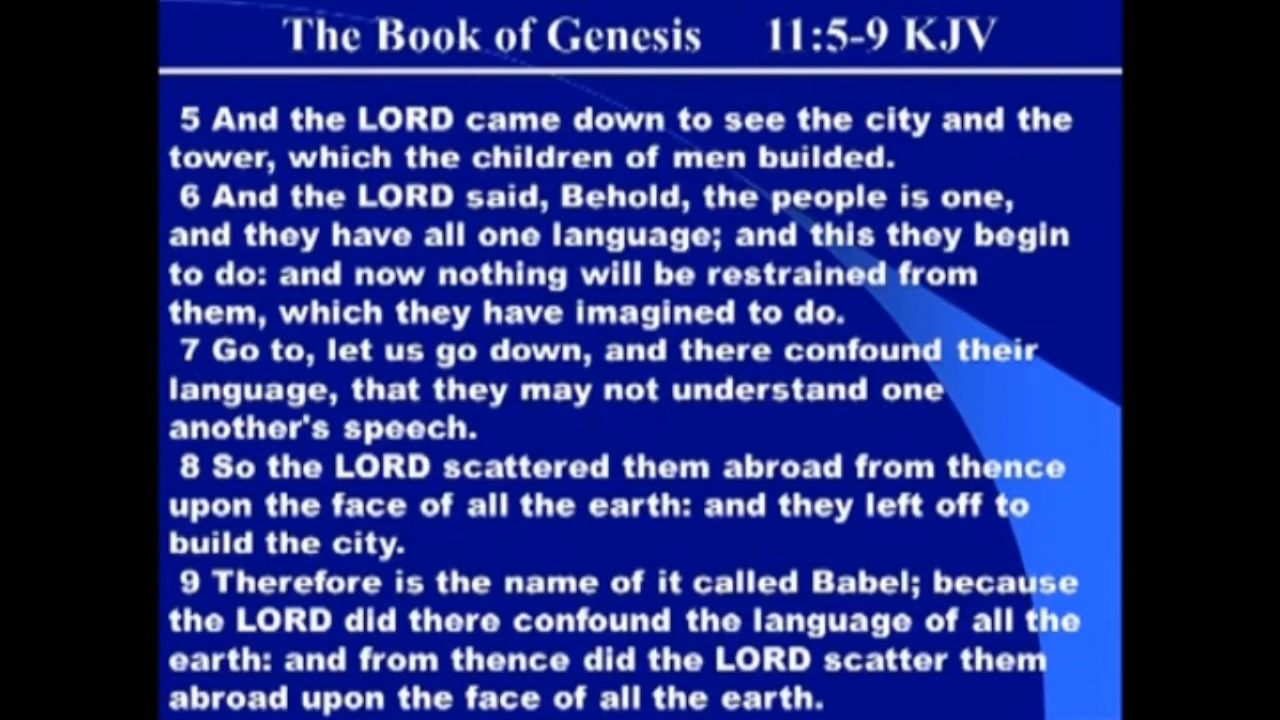 The Book of Genesis 11:5-9 KJV
5 And the LORD came down to see the city and the
tower, which the children of men builded.
6 And the LORD said, Behold, the people is one,
and they have all one language; and this they begin
to do: and now nothing will be restrained from
them, which they have imagined to do.
7 Go to, let us go down, and there confound their
language, that they may not understand one
another's speech.
8 So the LORD scattered them abroad from thence
upon the face of all the earth: and they left off to
build the city.
9 Therefore is the name of it called Babel; because
the LORD did there confound the language of all the
earth: and from thence did the LORD scatter them
abroad upon the face of all the earth.